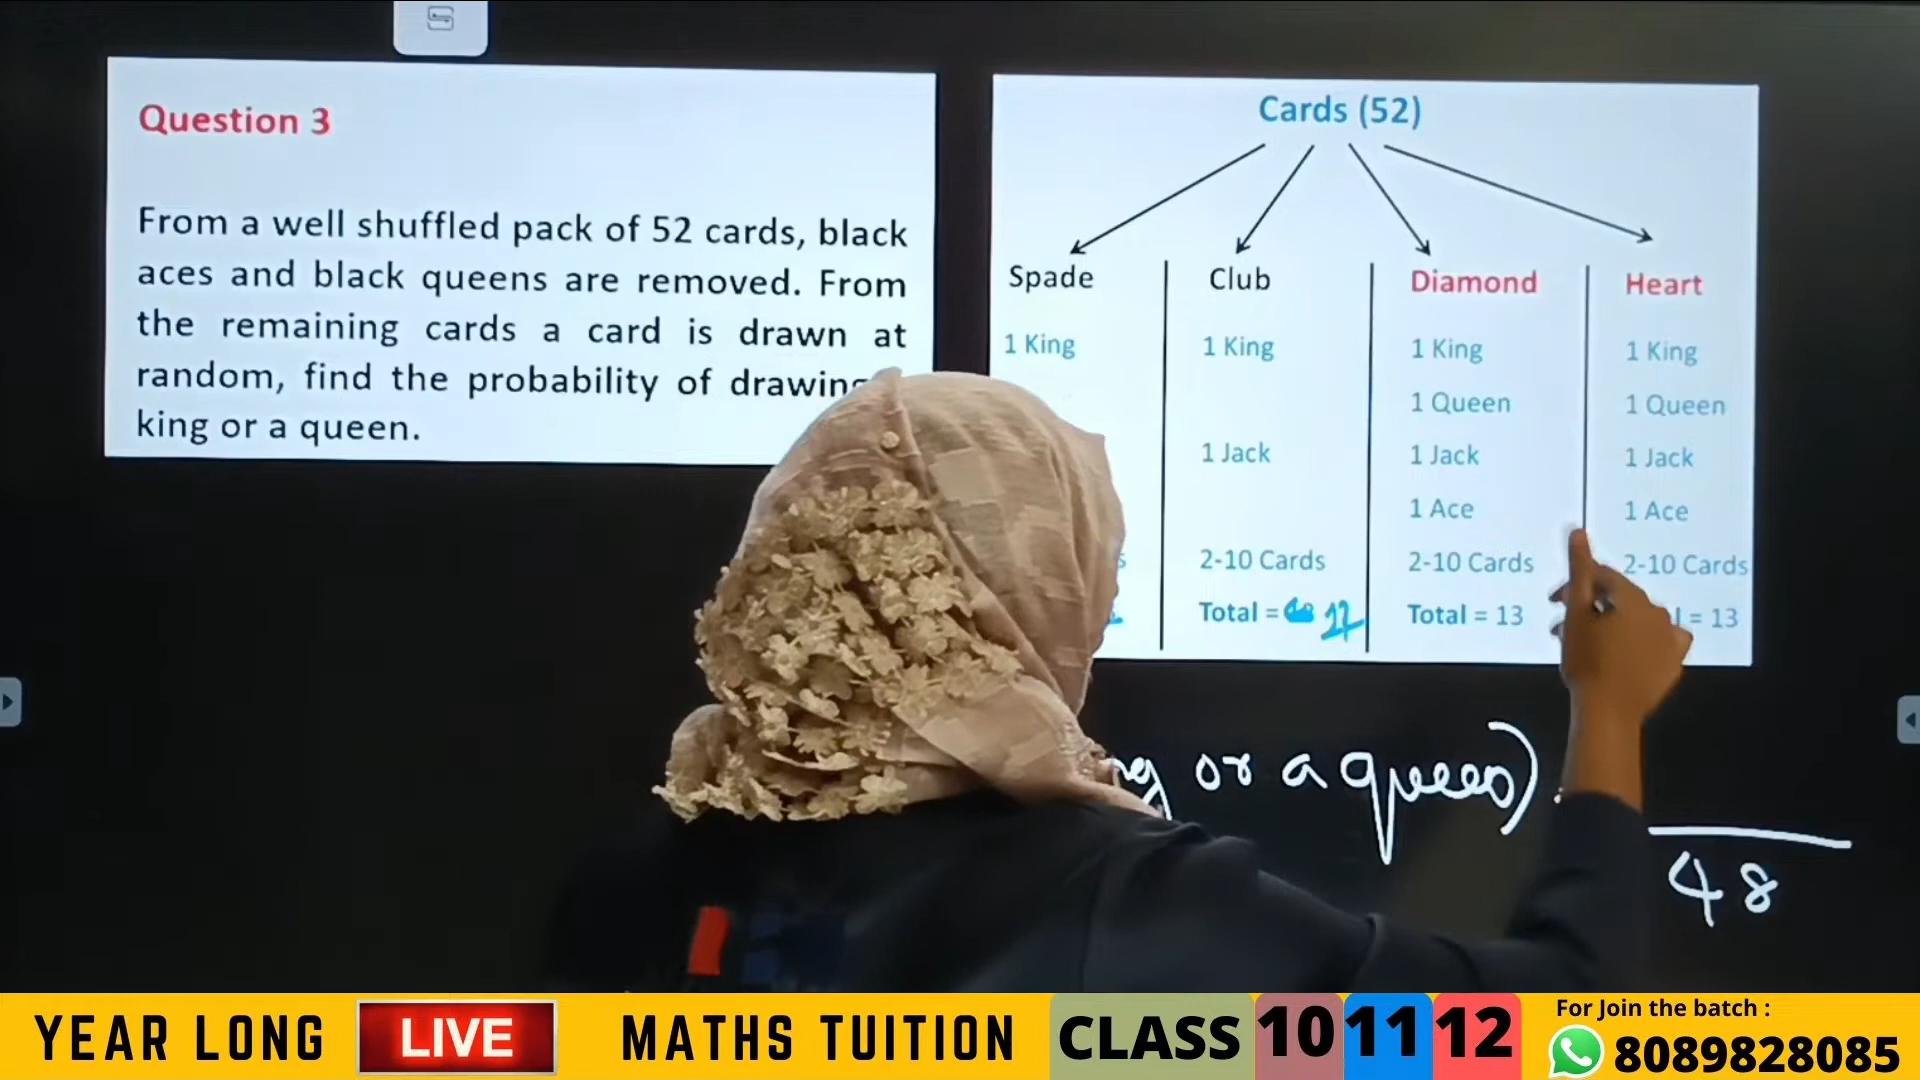 Question 3
From a well shuffled pack of 52 cards, black
aces and black queens are removed. From
the remaining cards a card is drawn at
random, find the probability of drawing
king or a queen.
Cards (52)
Spade Club Diamond Heart
1 King 1 King 1 King 1 King
1 Queen 1 Queen
1 Jack 1 Jack 1 Jack
1 Ace 1 Ace
2-10 Cards 2-10 Cards 2-10 Cards
Total = Total = 13 = 13
or a queen)
48
YEAR LONG LIVE MATHS TUITION CLASS 10 11 12
For Join the batch :
8089828085